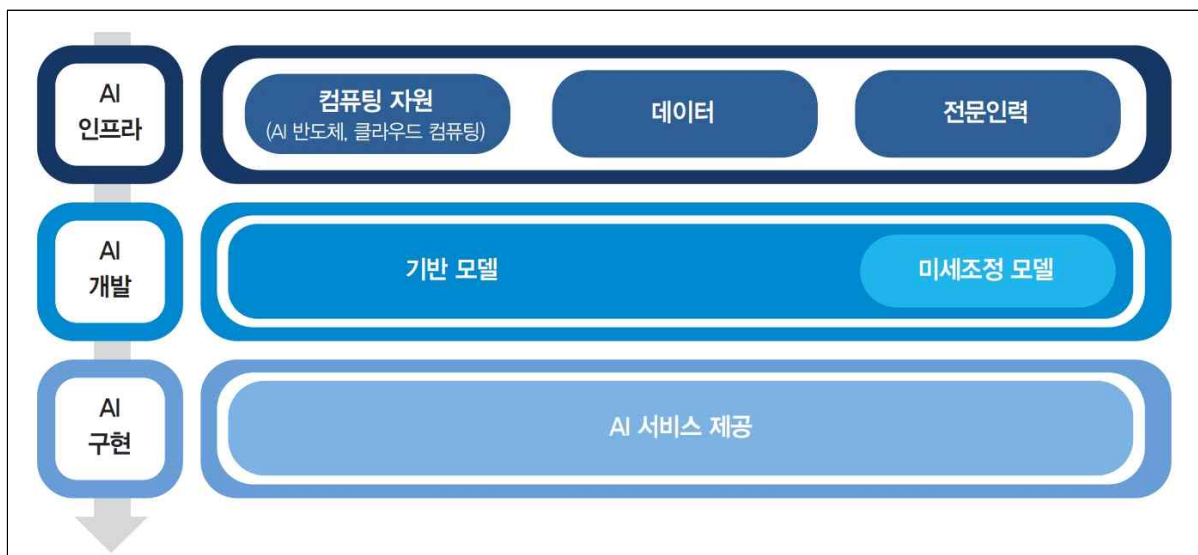 AI
인프라
컴퓨팅 자원
(AI 반도체, 클라우드 컴퓨팅)
데이터
전문인력
AI
개발
기반 모델
미세조정 모델
AI
구현
AI 서비스 제공